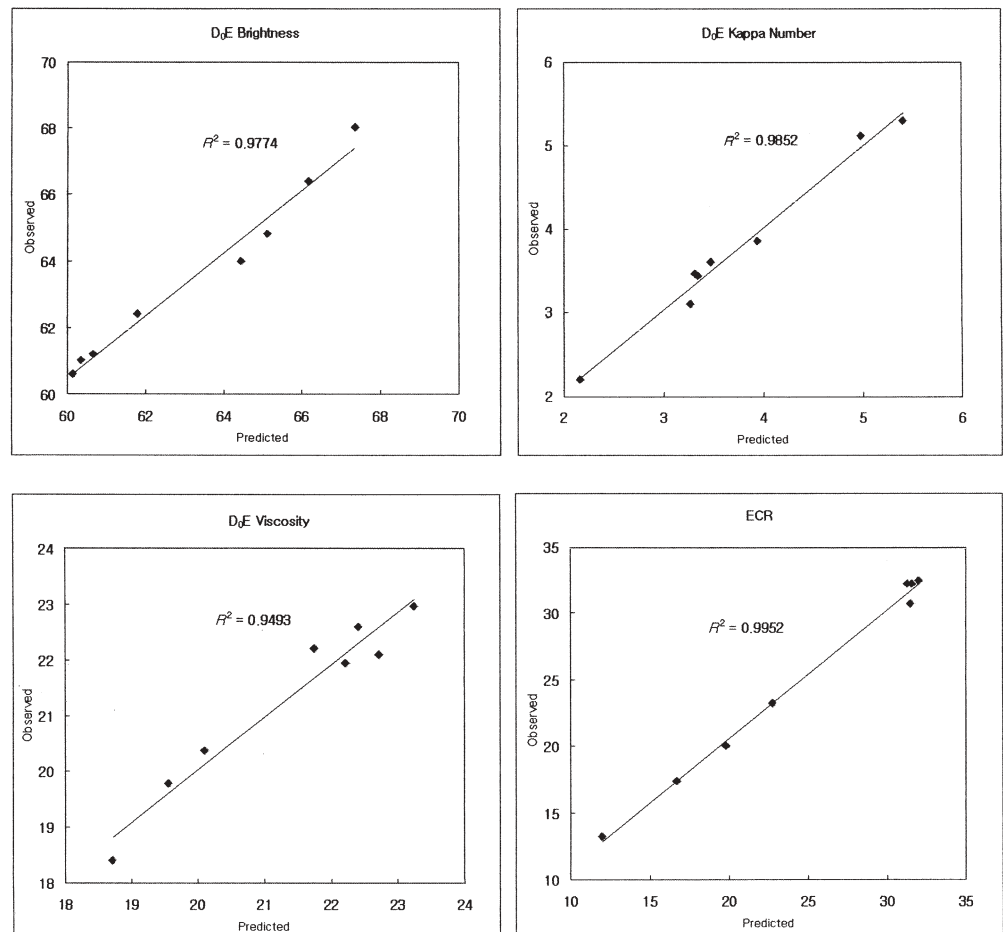 D₀E Brightness
70
68
66
64
62
60
Observed
R² = 0.9774
60 62 64 66 68 70
Predicted
D₀E Kappa Number
6
5
4
3
2
Observed
R² = 0.9852
2 3 4 5 6
Predicted
D₀E Viscosity
24
23
22
21
20
19
18
Observed
R² = 0.9493
18 19 20 21 22 23 24
Predicted
ECR
35
30
25
20
15
10
Observed
R² = 0.9952
10 15 20 25 30 35
Predicted